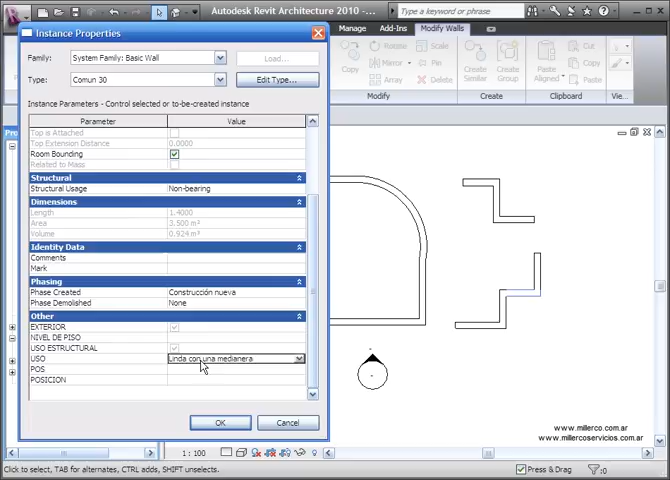 Autodesk Revit Architecture 2010 -
Type a keyword or phrase
Instance Properties
Manage
Add-Ins
Modify Walls
Family:
System Family: Basic Wall
Load...
Type:
Comun 30
Edit Type...
Copy
Rotate
Mirror
Array
Scale
Pin
Delete
Create Similar
Create Group
Paste
Cut
Copy
Modify
Create
Clipboard
View
Instance Parameters - Control selected or to-be-created instance
Parameter
Value
Top is Attached
Top Extension Distance
0.0000
Room Bounding
Related to Mass
Structural
Structural Usage
Non-bearing
Dimensions
Length
1.4000
Area
3.500 m²
Volume
0.924 m³
Identity Data
Comments
Mark
Phasing
Phase Created
Construcción nueva
Phase Demolished
None
Other
EXTERIOR
NIVEL DE PISO
USO ESTRUCTURAL
USO
Linda con una medianera
POS
POSICION
OK
Cancel
www.millerco.com.ar
www.millercoservicios.com.ar
1 : 100
Click to select, TAB for alternates, CTRL adds, SHIFT unselects.
Press & Drag
:0